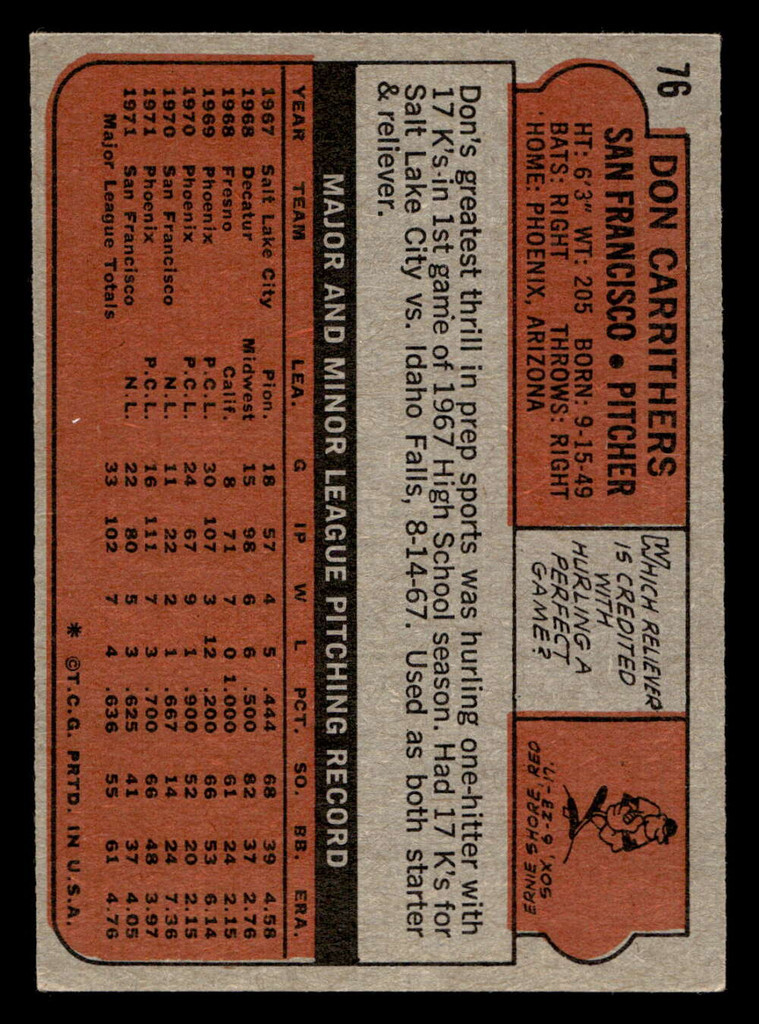 76
DON CARRITHERS
SAN FRANCISCO • PITCHER
HT: 6'3" WT: 205 BORN: 9-15-49
BATS: RIGHT THROWS: RIGHT
HOME: PHOENIX, ARIZONA
WHICH RELIEVER
IS CREDITED
WITH
HURLING A
PERFECT
GAME?
ERNIE SHORE, RED
SOX, 6-23-17.
Don's greatest thrill in prep sports was hurling one-hitter with
17 K's in 1st game of 1967 High School season. Had 17 K's for
Salt Lake City vs. Idaho Falls, 8-14-67. Used as both starter
& reliever.
MAJOR AND MINOR LEAGUE PITCHING RECORD
YEAR TEAM LEA. G IP W L PCT. SO. BB. ERA.
1967 Salt Lake City Pion. 18 57 4 5 .444 68 39 4.58
1968 Decatur Midwest 15 98 6 6 .500 82 37 2.76
1968 Fresno Calif. 8 71 7 0 1.000 61 24 2.15
1969 Phoenix P.C.L. 30 107 3 12 .200 66 53 6.14
1970 Phoenix P.C.L. 24 67 9 1 .900 52 20 2.15
1970 San Francisco N.L. 11 22 2 1 .667 14 24 7.36
1971 Phoenix P.C.L. 16 111 7 3 .700 66 48 3.97
1971 San Francisco N.L. 22 80 5 3 .625 41 37 4.05
Major League Totals 33 102 7 4 .636 55 61 4.76
* ©T.C.G. PRTD. IN U.S.A.